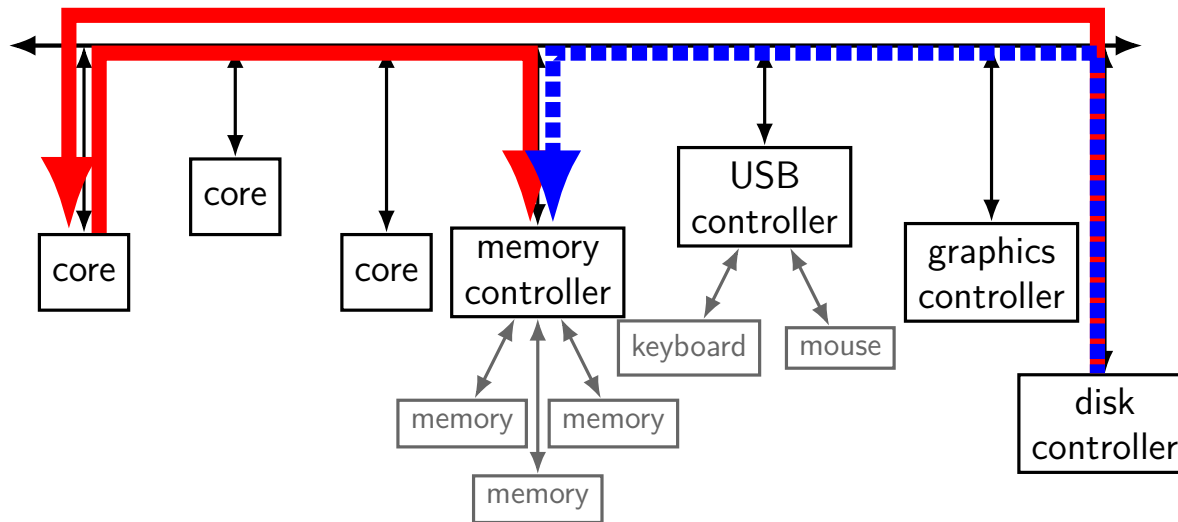 core
core
core
memory
controller
USB
controller
graphics
controller
disk
controller
keyboard
mouse
memory
memory
memory